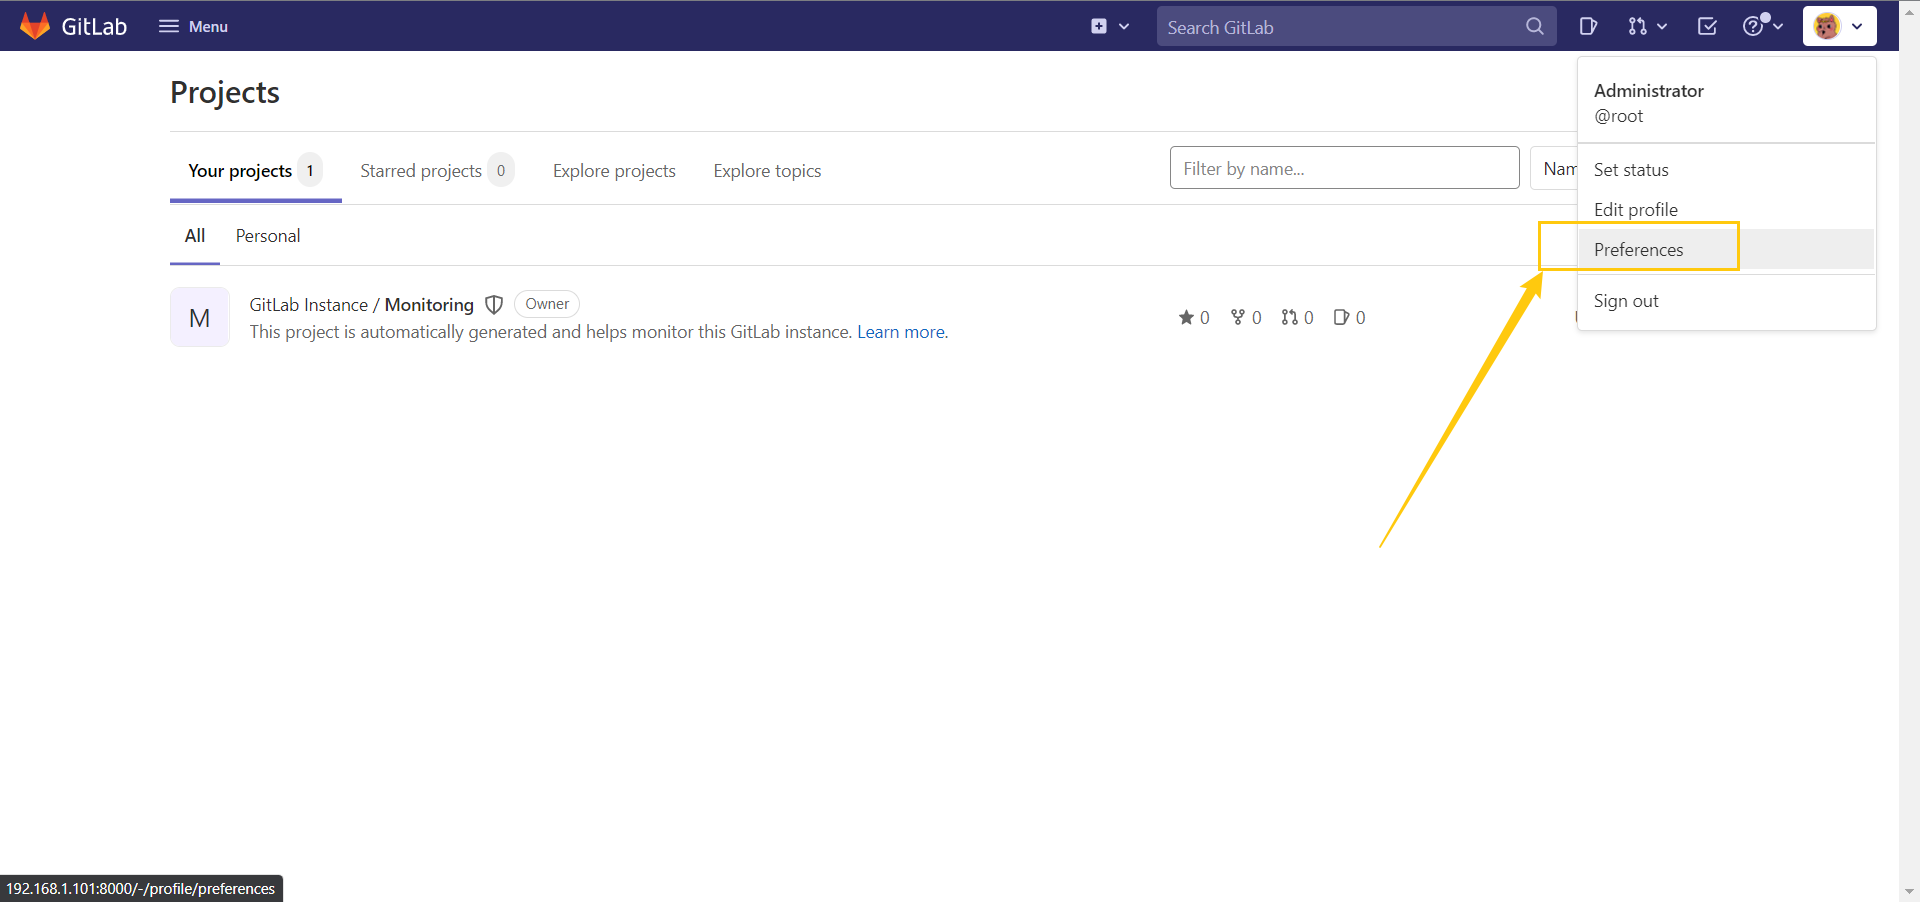 GitLab Menu Search GitLab
Projects
Administrator
@root
Your projects 1 Starred projects 0 Explore projects Explore topics Filter by name... Nam
Set status
Edit profile
Preferences
Sign out
All Personal
M
GitLab Instance / Monitoring Owner
This project is automatically generated and helps monitor this GitLab instance. Learn more.
0 0 0 0
192.168.1.101:8000/-/profile/preferences